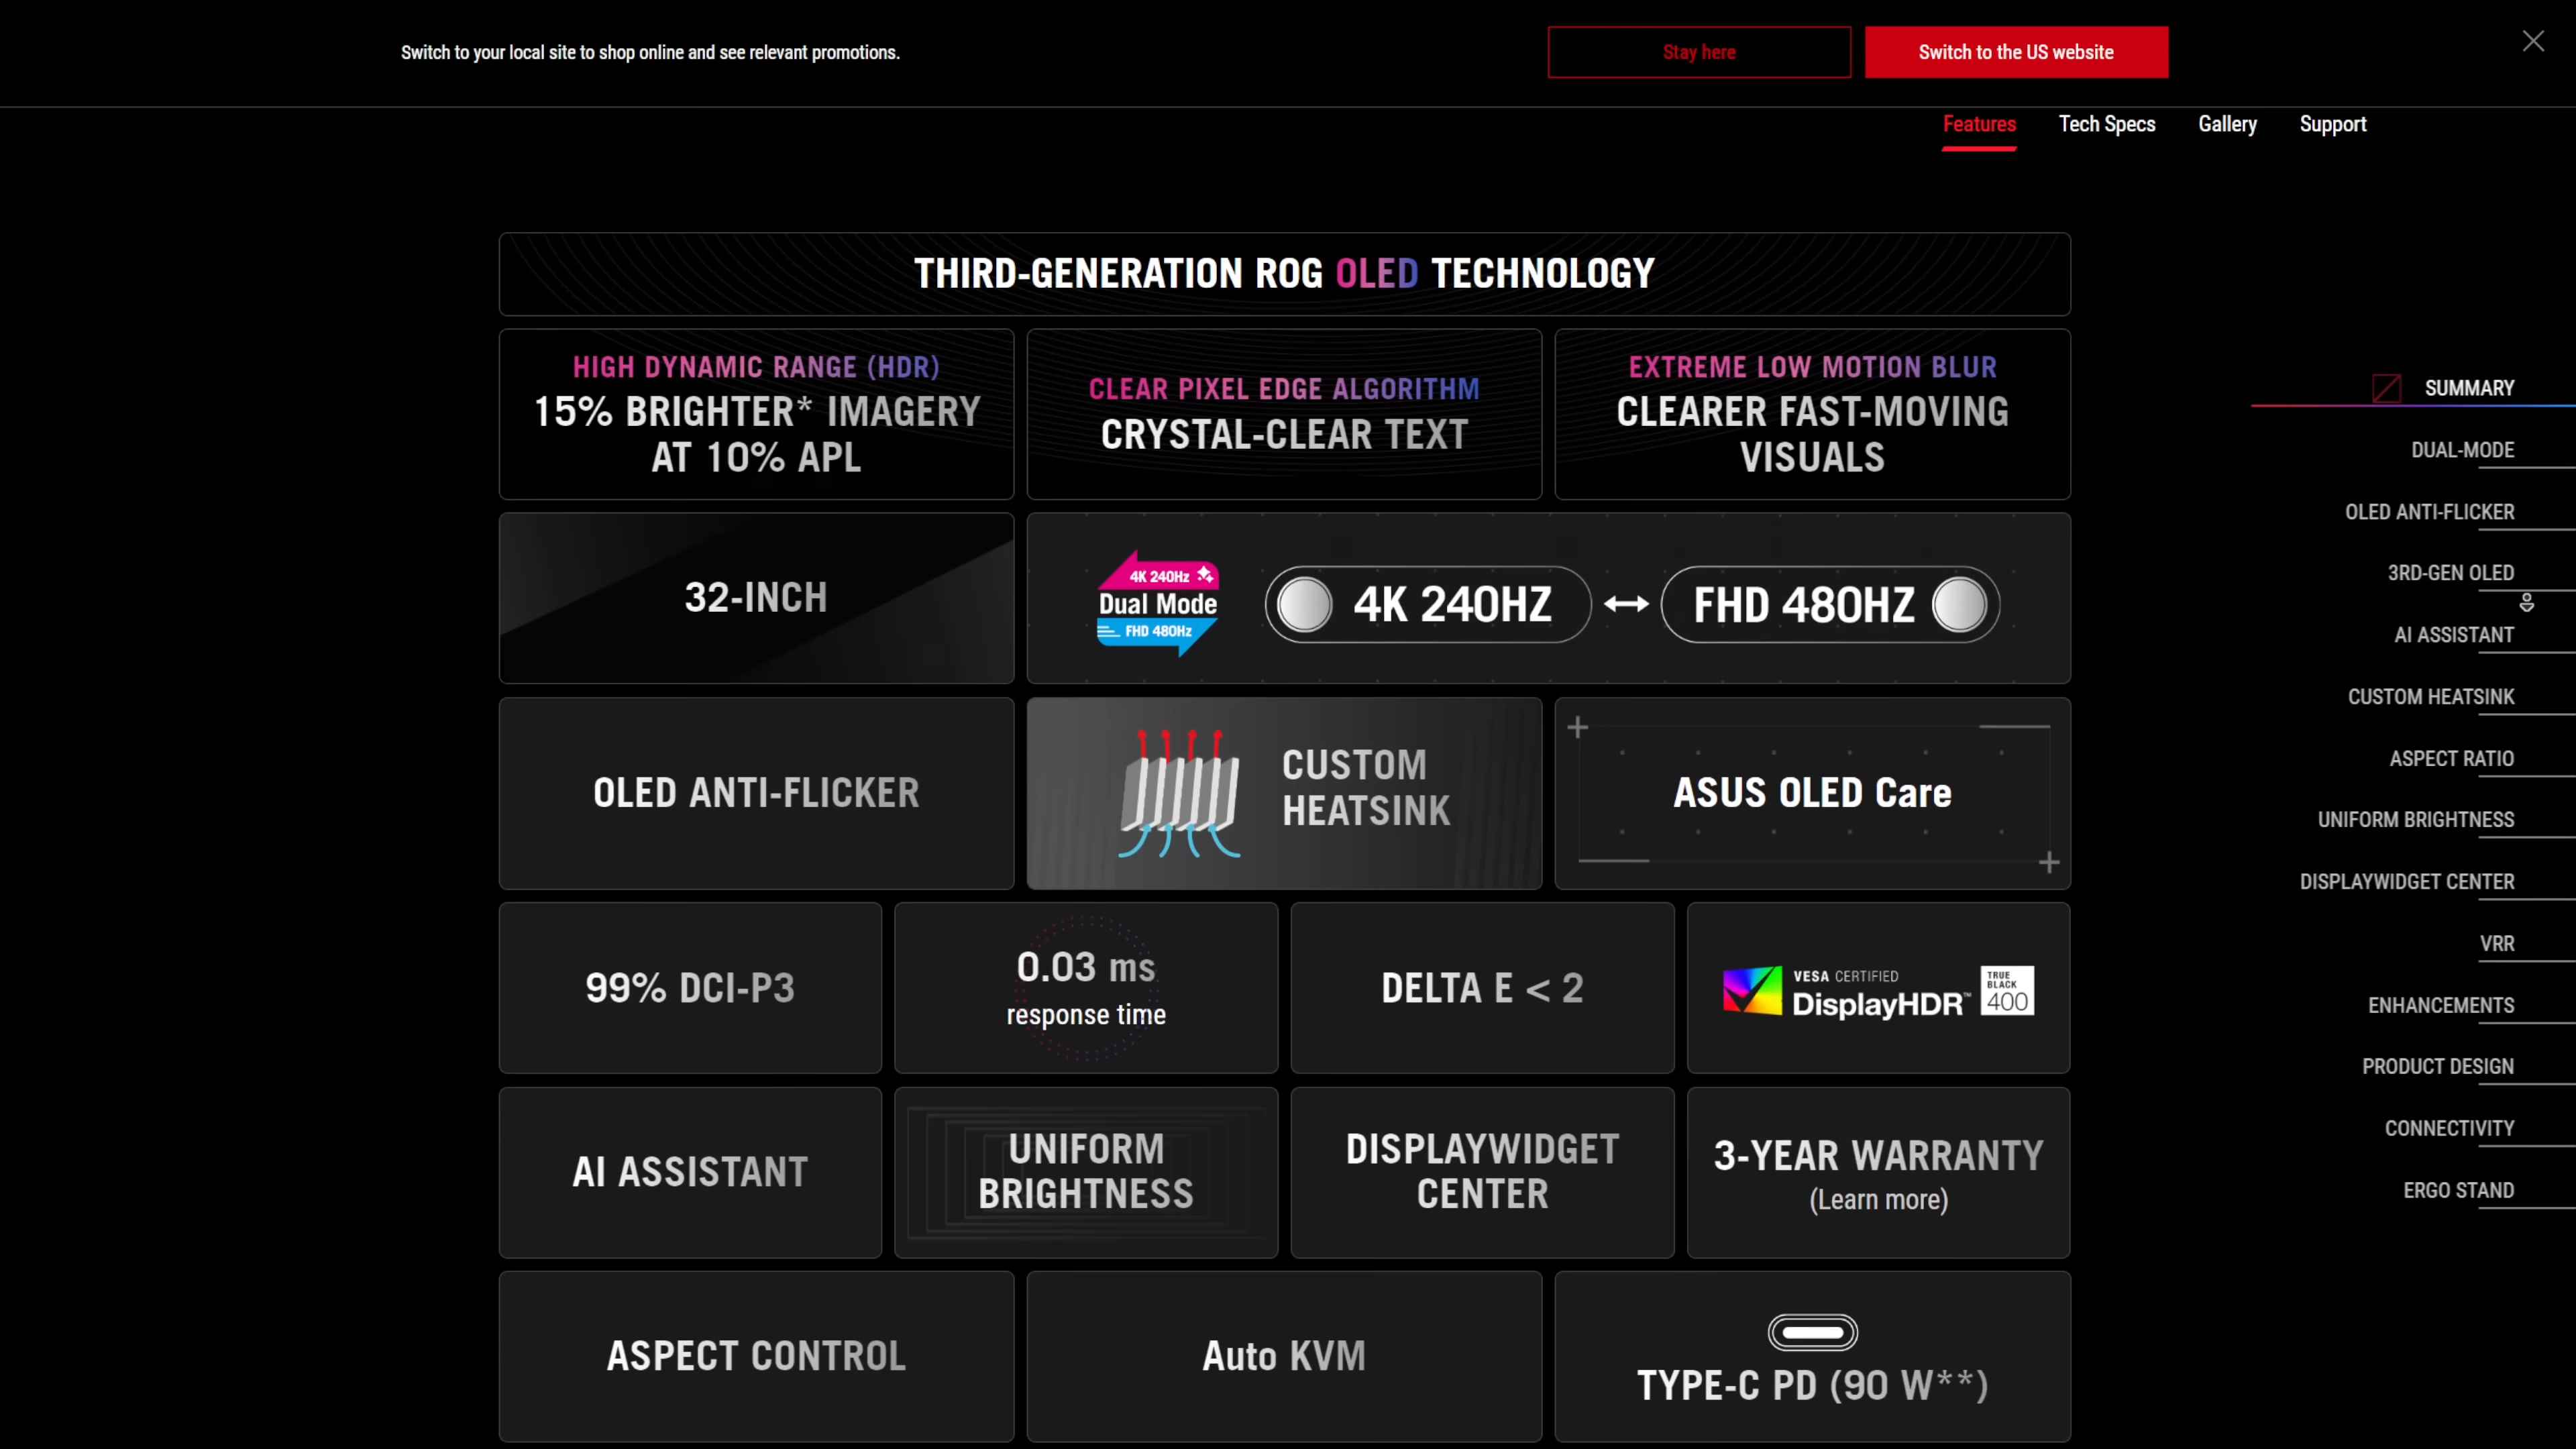 Switch to your local site to shop online and see relevant promotions.
Stay here
Switch to the US website
Features
Tech Specs
Gallery
Support
THIRD-GENERATION ROG OLED TECHNOLOGY
HIGH DYNAMIC RANGE (HDR)
15% BRIGHTER* IMAGERY
AT 10% APL
CLEAR PIXEL EDGE ALGORITHM
CRYSTAL-CLEAR TEXT
EXTREME LOW MOTION BLUR
CLEARER FAST-MOVING
VISUALS
32-INCH
4K 240Hz
Dual Mode
FHD 480Hz
4K 240HZ
FHD 480HZ
OLED ANTI-FLICKER
CUSTOM
HEATSINK
ASUS OLED Care
99% DCI-P3
0.03 ms
response time
DELTA E < 2
VESA CERTIFIED
DisplayHDR™
TRUE
BLACK
400
AI ASSISTANT
UNIFORM
BRIGHTNESS
DISPLAYWIDGET
CENTER
3-YEAR WARRANTY
(Learn more)
ASPECT CONTROL
Auto KVM
TYPE-C PD (90 W**)
SUMMARY
DUAL-MODE
OLED ANTI-FLICKER
3RD-GEN OLED
AI ASSISTANT
CUSTOM HEATSINK
ASPECT RATIO
UNIFORM BRIGHTNESS
DISPLAYWIDGET CENTER
VRR
ENHANCEMENTS
PRODUCT DESIGN
CONNECTIVITY
ERGO STAND